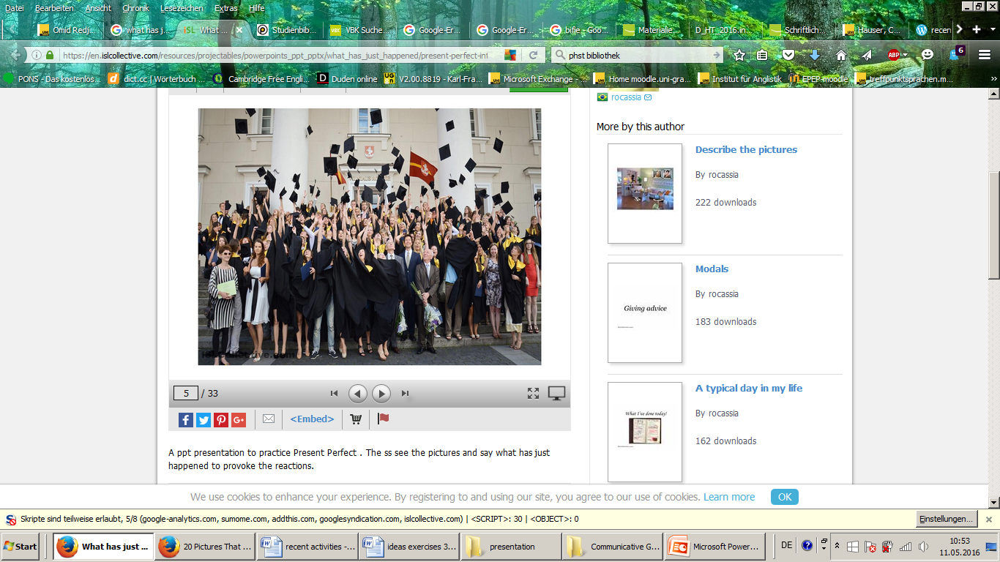 Datei Bearbeiten Ansicht Chronik Lesezeichen Extras Hilfe
Omid Redj... what has j... iSL What ... Studienbib... VBK VBK Suche... Google-Er... Google-Er... bifie - Goo... Materialie... D_HT_2016.in... Schriftlich... Hauser, C... recen
https://en.islcollective.com/resources/projectables/powerpoints_ppt_pptx/what_has_just_happened/present-perfect-int
phst bibliothek
ABP
6
PONS - Das kostenlos... dict.cc | Wörterbuch ... Cambridge Free Engli... Duden online UG KN V2.00.8819 - Karl-Fra... Microsoft Exchange - ... Home moodle.uni-gra... Institut für Anglistik EPEP-moodle treffpunktsprachen.m...
rocassia
More by this author
Describe the pictures
By rocassia
222 downloads
Modals
By rocassia
183 downloads
Giving advice
A typical day in my life
By rocassia
162 downloads
What I've done today!
iSLCollective.com
5 / 33
<Embed>
A ppt presentation to practice Present Perfect . The ss see the pictures and say what has just
happened to provoke the reactions.
We use cookies to enhance your experience. By registering to and using our site, you agree to our use of cookies. Learn more OK
Skripte sind teilweise erlaubt, 5/8 (google-analytics.com, sumome.com, addthis.com, googlesyndication.com, islcollective.com) | <SCRIPT>: 30 | <OBJECT>: 0 Einstellungen...
Start What has just ... 20 Pictures That ... recent activities -... ideas exercises 3... presentation Communicative G... Microsoft Power... DE 10:53
11.05.2016